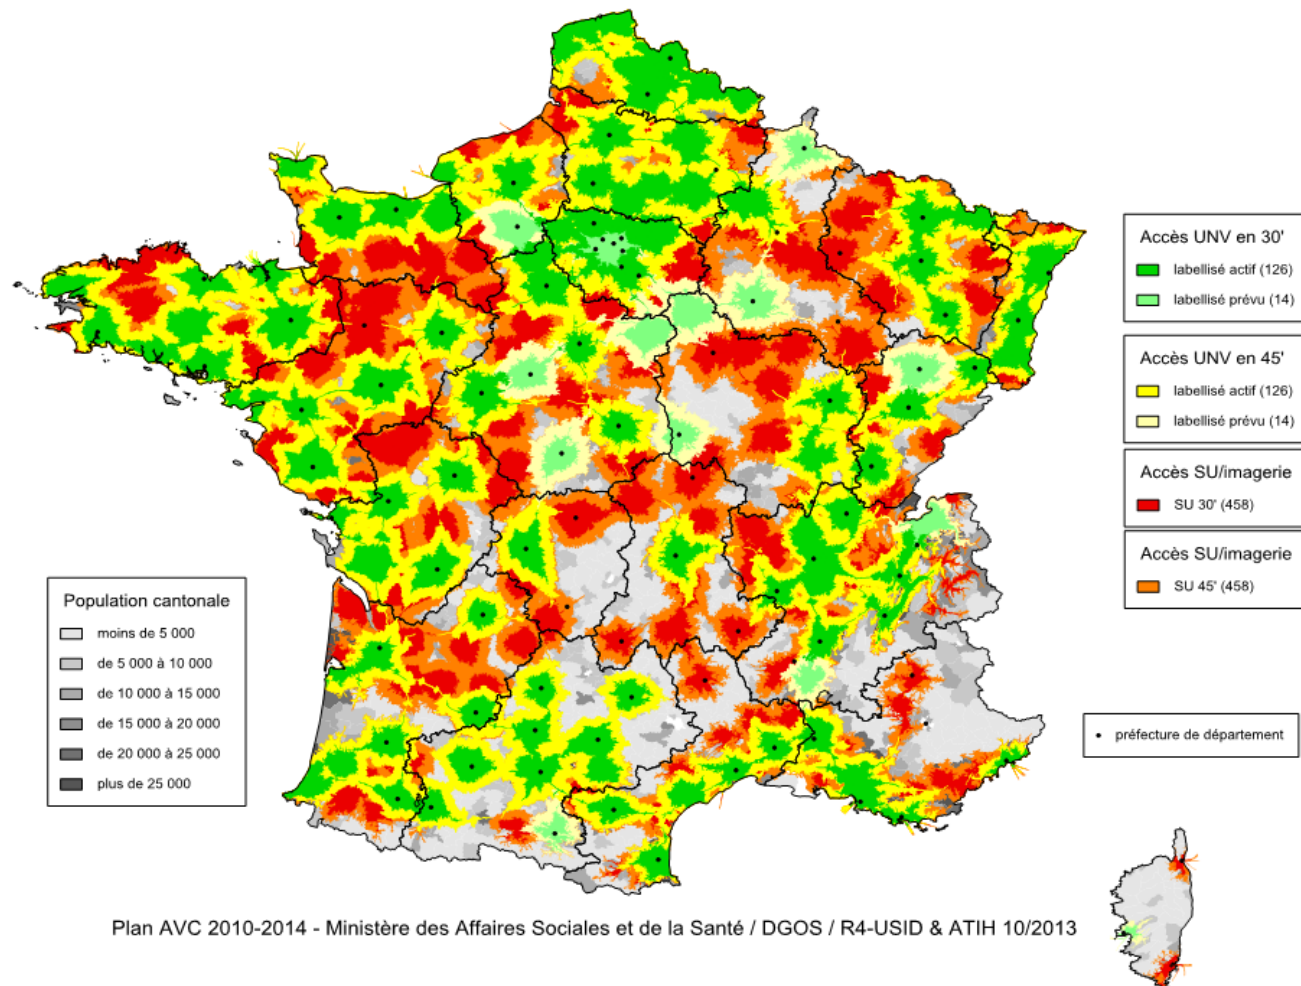 Accès UNV en 30'
labellisé actif (126)
labellisé prévu (14)
Accès UNV en 45'
labellisé actif (126)
labellisé prévu (14)
Accès SU/imagerie
SU 30' (458)
Accès SU/imagerie
SU 45' (458)
Population cantonale
moins de 5 000
de 5 000 à 10 000
de 10 000 à 15 000
de 15 000 à 20 000
de 20 000 à 25 000
plus de 25 000
préfecture de département
Plan AVC 2010-2014 - Ministère des Affaires Sociales et de la Santé / DGOS / R4-USID & ATIH 10/2013